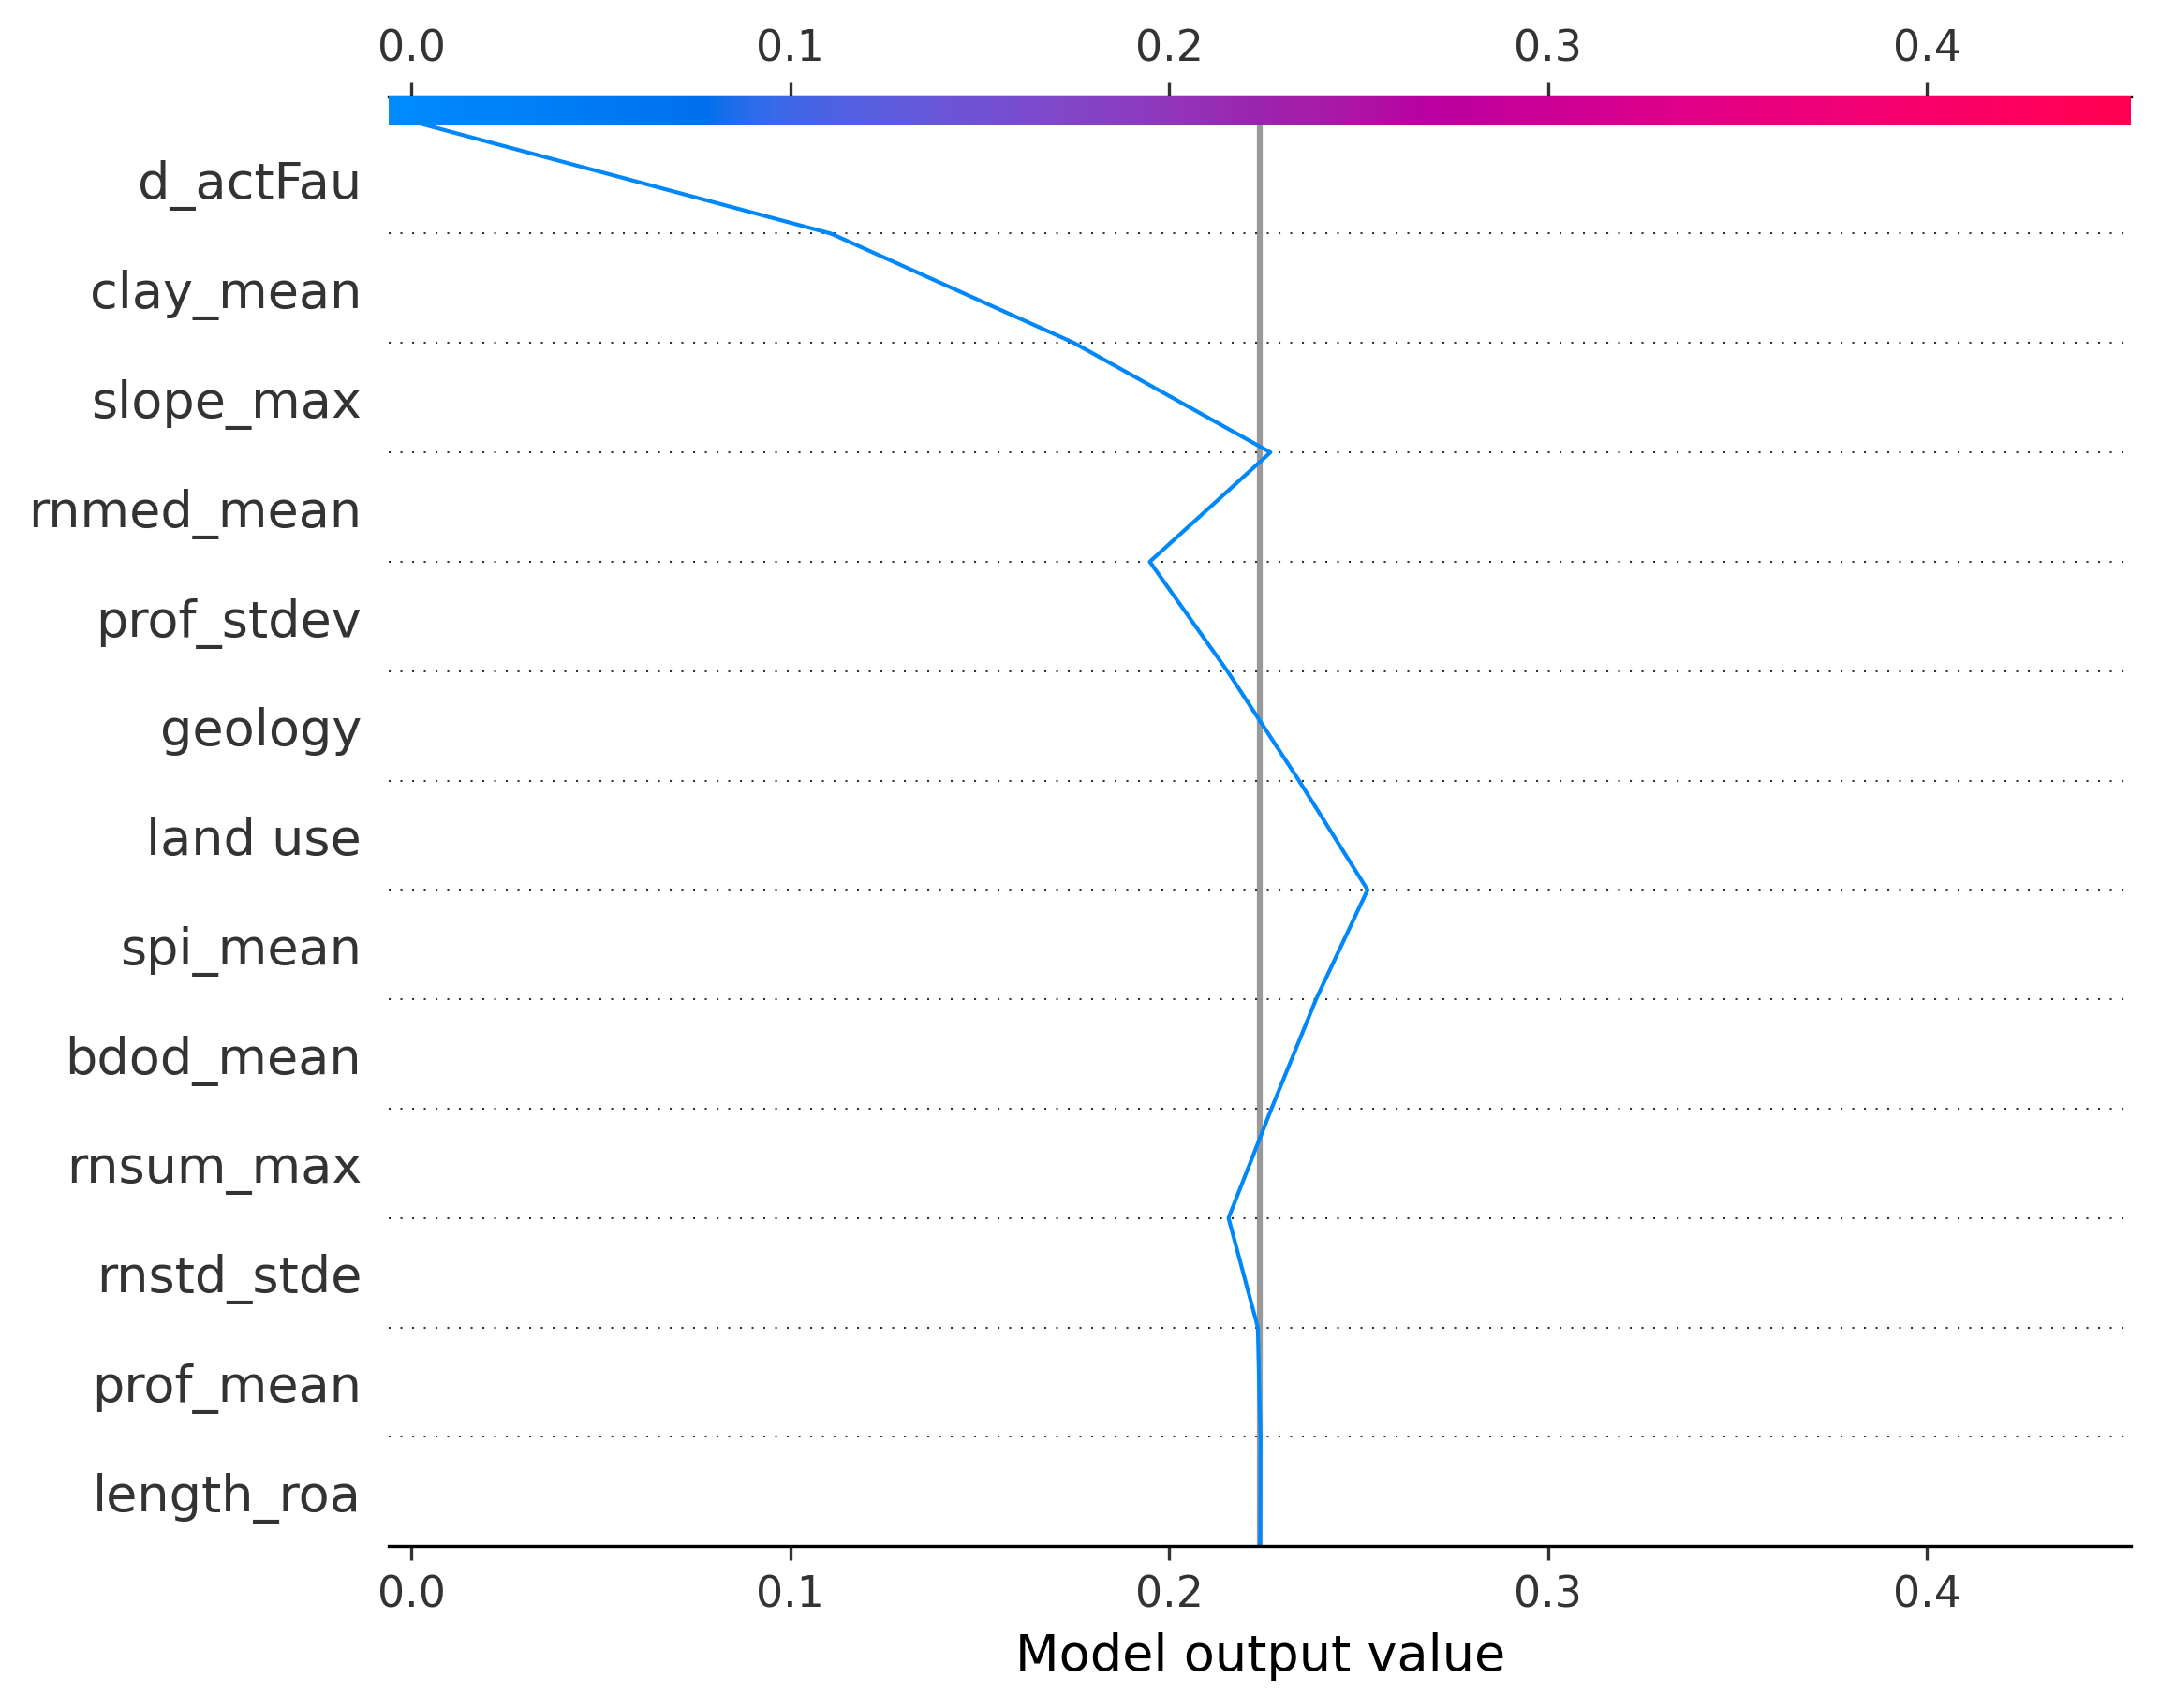 0.0 0.1 0.2 0.3 0.4
d_actFau
clay_mean
slope_max
rnmed_mean
prof_stdev
geology
land use
spi_mean
bdod_mean
rnsum_max
rnstd_stde
prof_mean
length_roa
0.0 0.1 0.2 0.3 0.4
Model output value